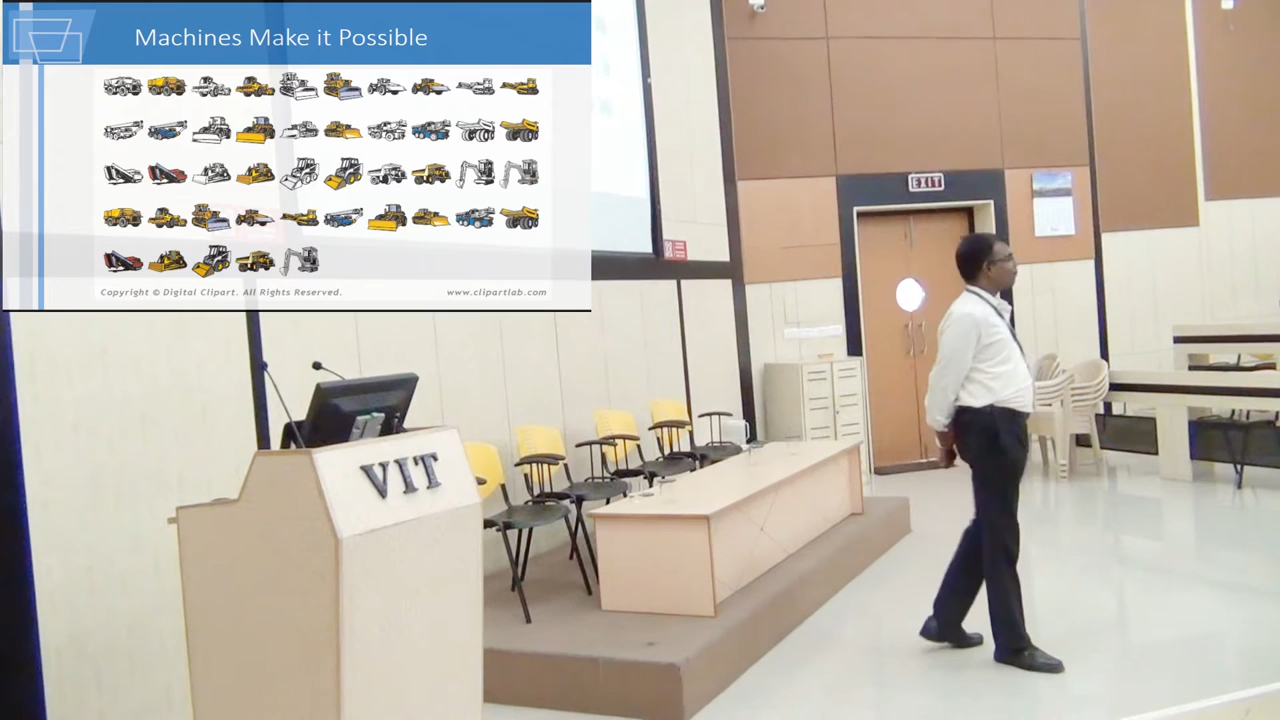 Machines Make it Possible
Copyright © Digital Clipart. All Rights Reserved.
www.clipartlab.com
EXIT
VIT